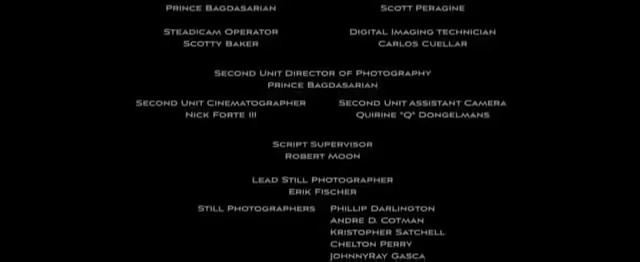 Prince Bagdasarian Scott Peragine
Steadicam Operator Digital Imaging technician
Scotty Baker Carlos Cuellar
Second Unit Director of Photography
Prince Bagdasarian
Second Unit Cinematographer Second Unit assistant Camera
Nick Forte III Quirine "Q" Dongelmans
Script Supervisor
Robert Moon
Lead Still Photographer
Erik Fischer
Still Photographers Phillip Darlington
Andre D. Cotman
Kristopher Satchell
Chelton Perry
JohnnyRay Gasca